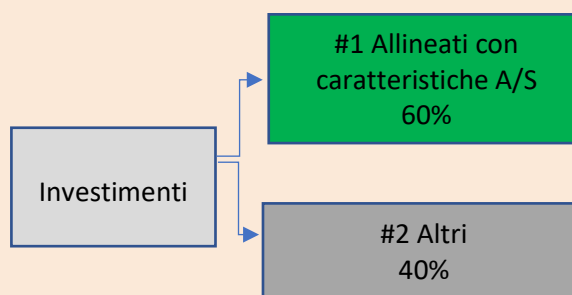 #1 Allineati con
caratteristiche A/S
60%
Investimenti
#2 Altri
40%